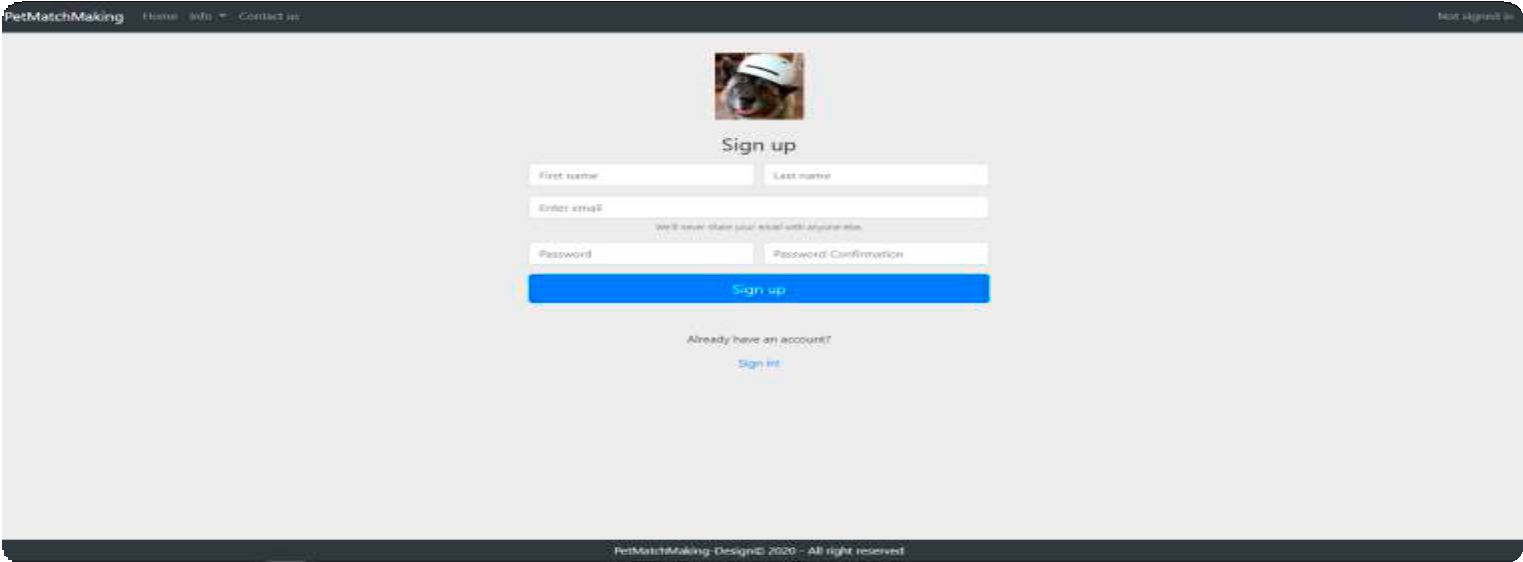 PetMatchMaking Home Info Contact us Not signed in
Sign up
First name Last name
Enter email
We'll never share your email with anyone else.
Password Password Confirmation
Sign up
Already have an account?
Sign in!
PetMatchMaking-Design© 2020 - All right reserved